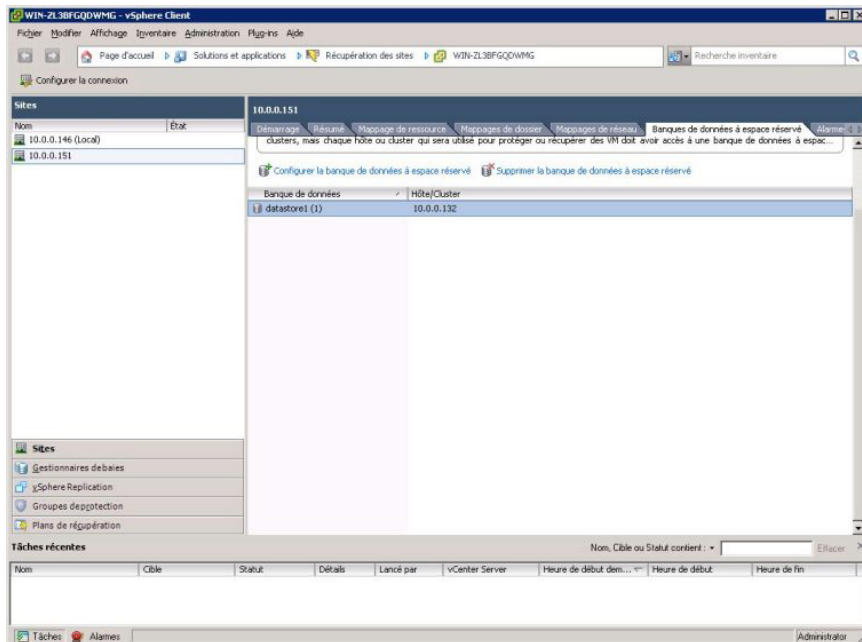 WIN-ZL3BFGQDWMG - vSphere Client
Fichier Modifier Affichage Inventaire Administration Plug-ins Aide
Page d'accueil Solutions et applications Récupération des sites WIN-ZL3BFGQDWMG Recherche inventaire
Configurer la connexion
Sites
Nom État
10.0.0.146 (Local)
10.0.0.151
Sites
Gestionnaires debaies
vSphere Replication
Groupes deprotection
Plans de récupération
10.0.0.151
Démarrage Résumé Mappage de ressource Mappages de dossier Mappages de réseau Banques de données à espace réservé Alarme
clusters, mais chaque hôte ou cluster qui sera utilisé pour protéger ou récupérer des VM doit avoir accès à une banque de données à espac...
Configurer la banque de données à espace réservé Supprimer la banque de données à espace réservé
Banque de données Hôte/Cluster
datastore1 (1) 10.0.0.132
Tâches récentes Nom, Cible ou Statut contient : Effacer
Nom Cible Statut Détails Lancé par vCenter Server Heure de début dem... Heure de début Heure de fin
Tâches Alarmes Administrator